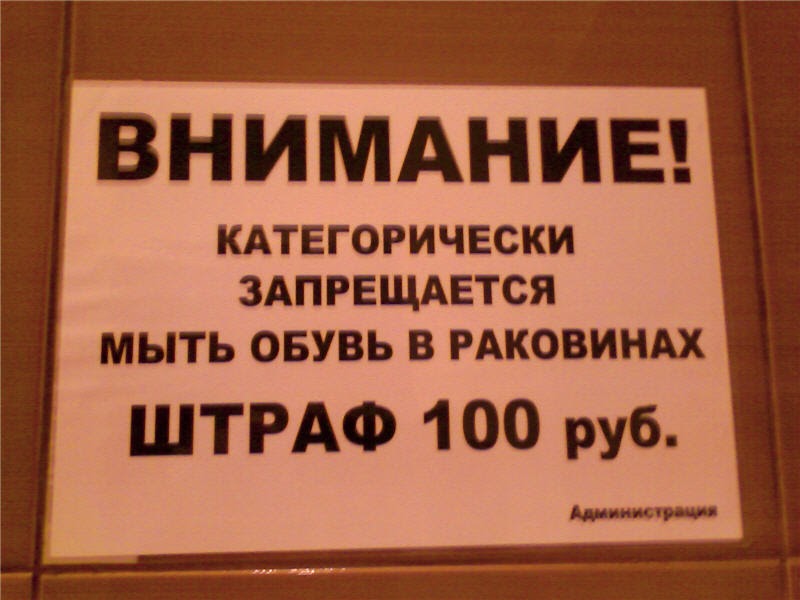 ВНИМАНИЕ!
КАТЕГОРИЧЕСКИ
ЗАПРЕЩАЕТСЯ
МЫТЬ ОБУВЬ В РАКОВИНАХ
ШТРАФ 100 руб.
Администрация